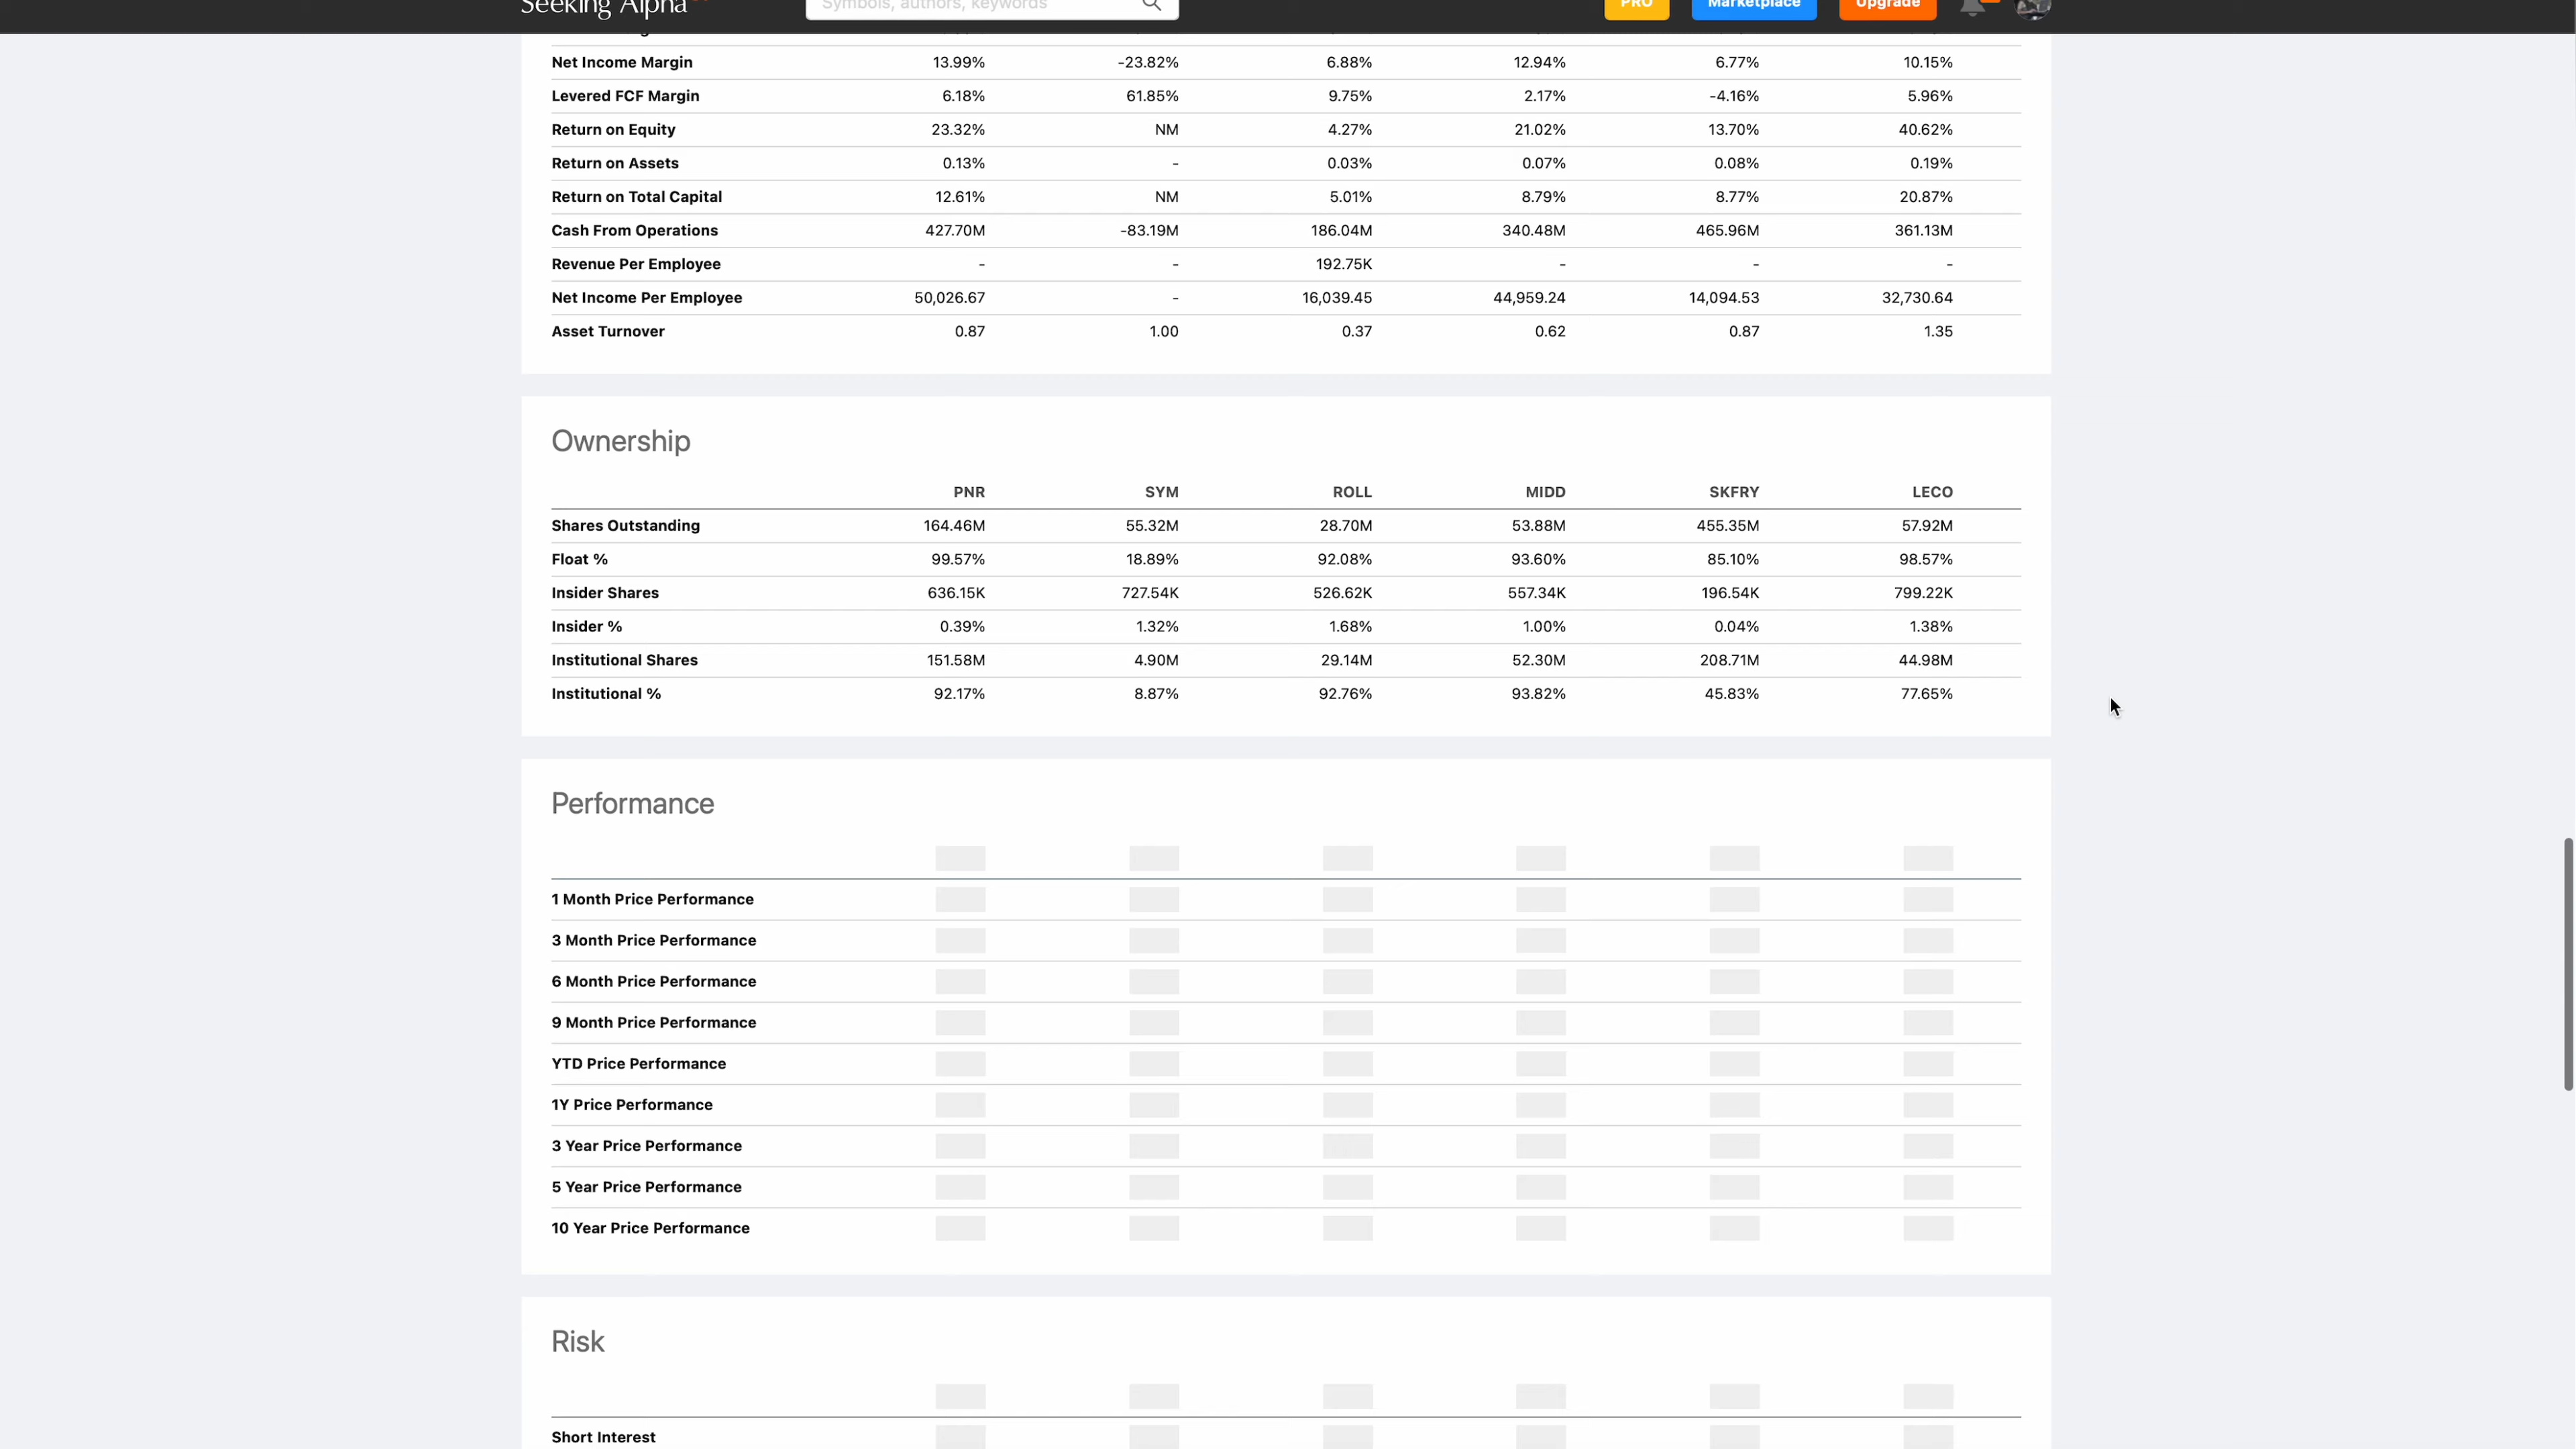 Seeking Alpha
Symbols, authors, keywords
PRO Marketplace Upgrade
Net Income Margin 13.99% -23.82% 6.88% 12.94% 6.77% 10.15%
Levered FCF Margin 6.18% 61.85% 9.75% 2.17% -4.16% 5.96%
Return on Equity 23.32% NM 4.27% 21.02% 13.70% 40.62%
Return on Assets 0.13% - 0.03% 0.07% 0.08% 0.19%
Return on Total Capital 12.61% NM 5.01% 8.79% 8.77% 20.87%
Cash From Operations 427.70M -83.19M 186.04M 340.48M 465.96M 361.13M
Revenue Per Employee - - 192.75K - - -
Net Income Per Employee 50,026.67 - 16,039.45 44,959.24 14,094.53 32,730.64
Asset Turnover 0.87 1.00 0.37 0.62 0.87 1.35
Ownership
PNR SYM ROLL MIDD SKFRY LECO
Shares Outstanding 164.46M 55.32M 28.70M 53.88M 455.35M 57.92M
Float % 99.57% 18.89% 92.08% 93.60% 85.10% 98.57%
Insider Shares 636.15K 727.54K 526.62K 557.34K 196.54K 799.22K
Insider % 0.39% 1.32% 1.68% 1.00% 0.04% 1.38%
Institutional Shares 151.58M 4.90M 29.14M 52.30M 208.71M 44.98M
Institutional % 92.17% 8.87% 92.76% 93.82% 45.83% 77.65%
Performance
1 Month Price Performance
3 Month Price Performance
6 Month Price Performance
9 Month Price Performance
YTD Price Performance
1Y Price Performance
3 Year Price Performance
5 Year Price Performance
10 Year Price Performance
Risk
Short Interest